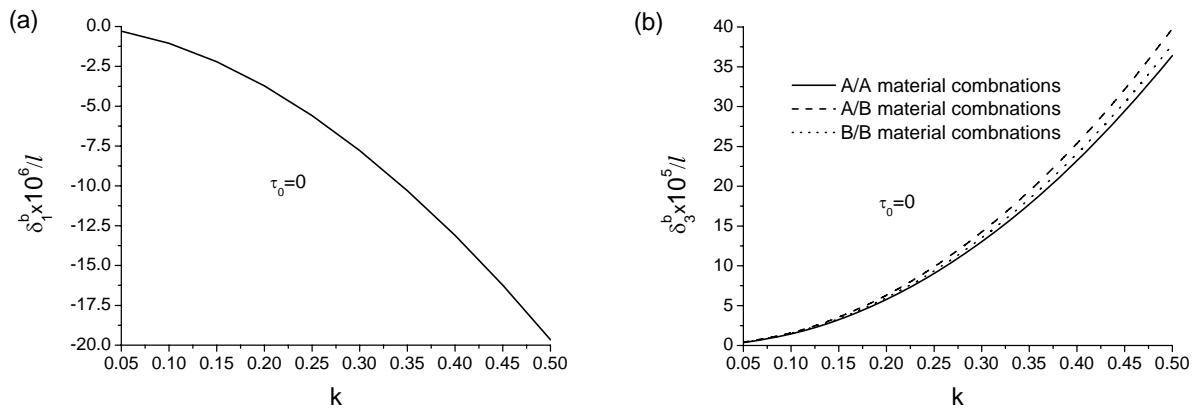 (a)
0.0
-2.5
-5.0
-7.5
-10.0
-12.5
-15.0
-17.5
-20.0
δ₁ᵇx10⁶/l
τ₀=0
0.05 0.10 0.15 0.20 0.25 0.30 0.35 0.40 0.45 0.50
k
(b)
40
35
30
25
20
15
10
5
0
δ₃ᵇx10⁵/l
A/A material combnations
A/B material combnations
B/B material combnations
τ₀=0
0.05 0.10 0.15 0.20 0.25 0.30 0.35 0.40 0.45 0.50
k